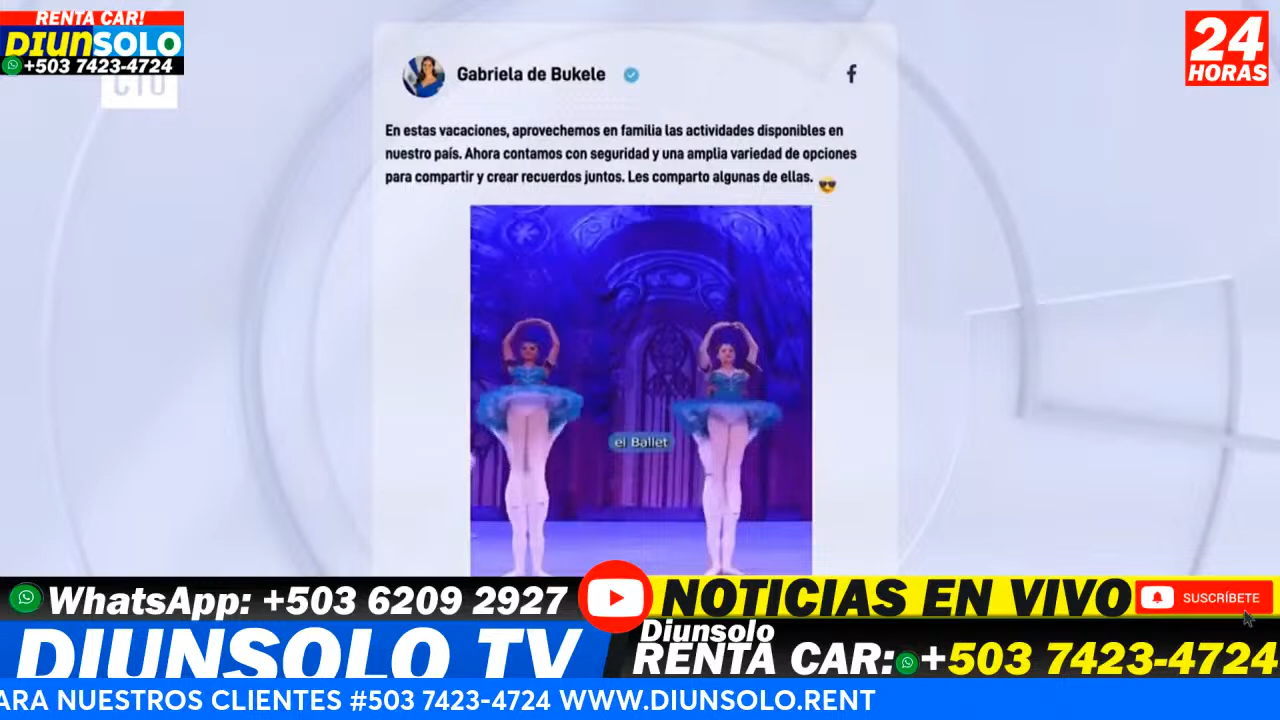 RENTA CAR!
DIUNSOLO
+503 7423-4724
24
HORAS
Gabriela de Bukele
En estas vacaciones, aprovechemos en familia las actividades disponibles en
nuestro país. Ahora contamos con seguridad y una amplia variedad de opciones
para compartir y crear recuerdos juntos. Les comparto algunas de ellas.
el Ballet
WhatsApp: +503 6209 2927
NOTICIAS EN VIVO
SUSCRÍBETE
DIUNSOLO TV
Diunsolo
RENTA CAR: +503 7423-4724
ARA NUESTROS CLIENTES #503 7423-4724 WWW.DIUNSOLO.RENT